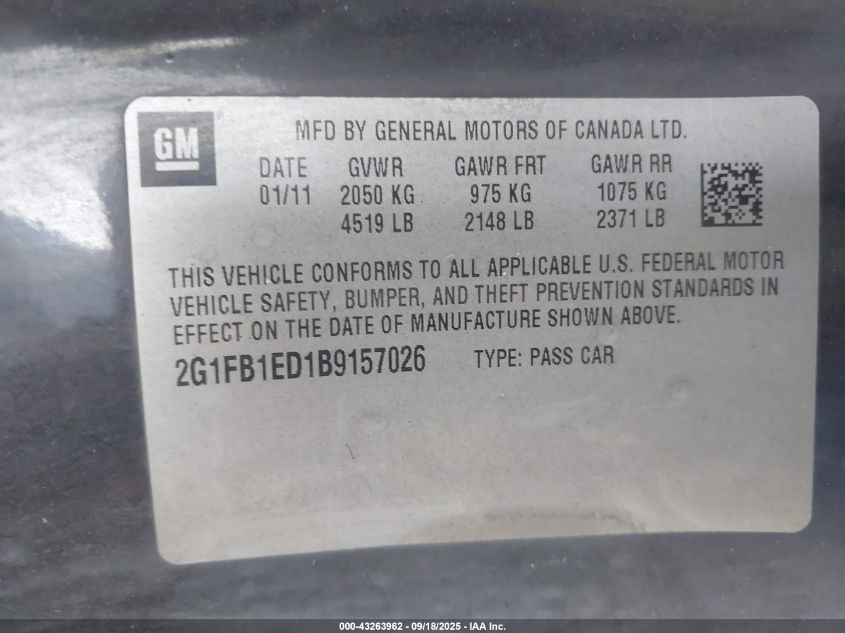 GM
MFD BY GENERAL MOTORS OF CANADA LTD.
DATE GVWR GAWR FRT GAWR RR
01/11 2050 KG 975 KG 1075 KG
4519 LB 2148 LB 2371 LB
THIS VEHICLE CONFORMS TO ALL APPLICABLE U.S. FEDERAL MOTOR
VEHICLE SAFETY, BUMPER, AND THEFT PREVENTION STANDARDS IN
EFFECT ON THE DATE OF MANUFACTURE SHOWN ABOVE.
2G1FB1ED1B9157026 TYPE: PASS CAR
000-43263962 - 09/18/2025 - IAA Inc.